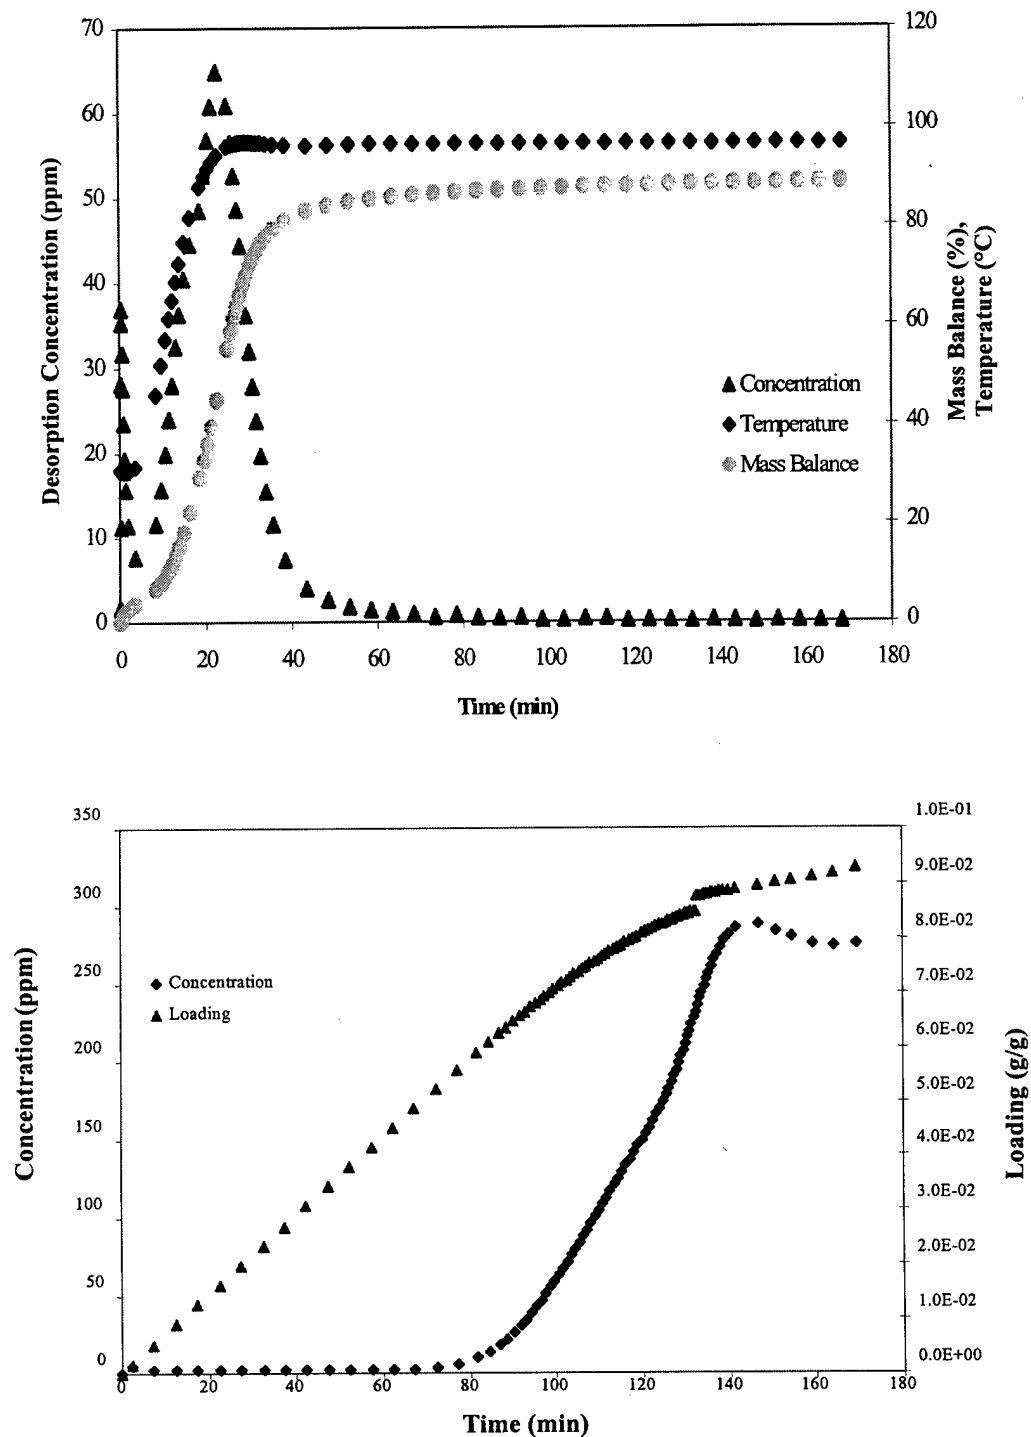 70
60
50
40
30
20
10
0
Desorption Concentration (ppm)
120
100
80
60
40
20
0
Mass Balance (%),
Temperature (°C)
Concentration
Temperature
Mass Balance
0 20 40 60 80 100 120 140 160 180
Time (min)
350
300
250
200
150
100
50
0
Concentration (ppm)
1.0E-01
9.0E-02
8.0E-02
7.0E-02
6.0E-02
5.0E-02
4.0E-02
3.0E-02
2.0E-02
1.0E-02
0.0E+00
Loading (g/g)
Concentration
Loading
0 20 40 60 80 100 120 140 160 180
Time (min)